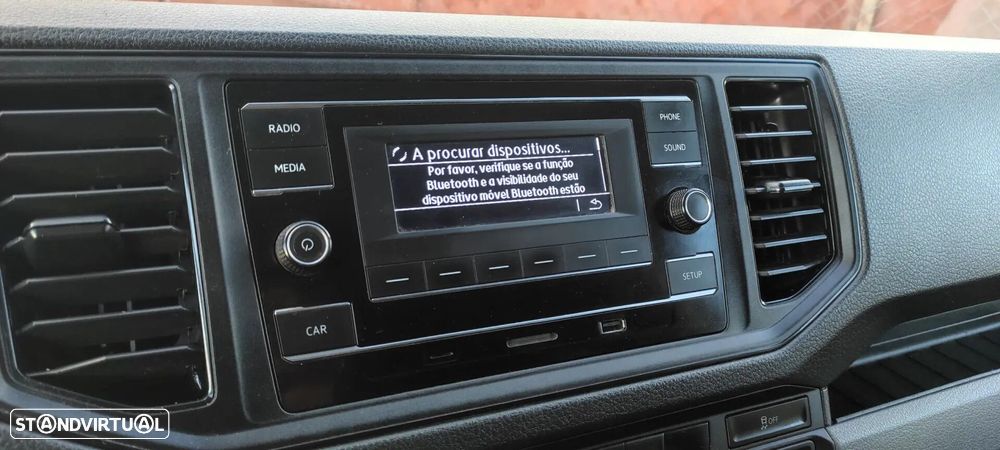 RADIO
MEDIA
CAR
A procurar dispositivos...
Por favor, verifique se a função
Bluetooth e a visibilidade do seu
dispositivo móvel Bluetooth estão
PHONE
SOUND
SETUP
OFF
STANDVIRTUAL